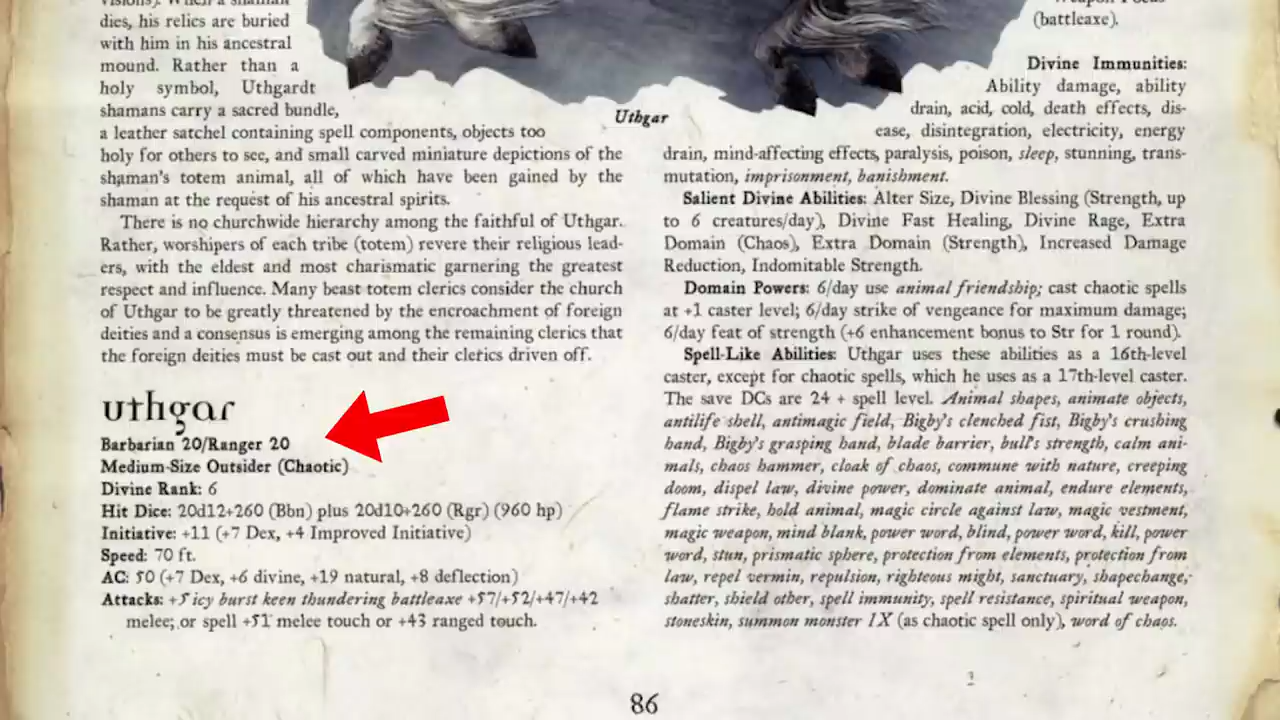 dies, his relics are buried
with him in his ancestral
mound. Rather than a
holy symbol, Uthgardt
shamans carry a sacred bundle,
a leather satchel containing spell components, objects too
holy for others to see, and small carved miniature depictions of the
shaman's totem animal, all of which have been gained by the
shaman at the request of his ancestral spirits.
There is no churchwide hierarchy among the faithful of Uthgar.
Rather, worshipers of each tribe (totem) revere their religious lead-
ers, with the eldest and most charismatic garnering the greatest
respect and influence. Many beast totem clerics consider the church
of Uthgar to be greatly threatened by the encroachment of foreign
deities and a consensus is emerging among the remaining clerics that
the foreign deities must be cast out and their clerics driven off.
uthgar
Barbarian 20/Ranger 20
Medium-Size Outsider (Chaotic)
Divine Rank: 6
Hit Dice: 20d12+260 (Bbn) plus 20d10+260 (Rgr) (960 hp)
Initiative: +11 (+7 Dex, +4 Improved Initiative)
Speed: 70 ft.
AC: 50 (+7 Dex, +6 divine, +19 natural, +8 deflection)
Attacks: +5 icy burst keen thundering battleaxe +57/+52/+47/+42
melee; or spell +51 melee touch or +43 ranged touch.
Uthgar
(battleaxe).
Divine Immunities:
Ability damage, ability
drain, acid, cold, death effects, dis-
ease, disintegration, electricity, energy
drain, mind-affecting effects, paralysis, poison, sleep, stunning, trans-
mutation, imprisonment, banishment.
Salient Divine Abilities: Alter Size, Divine Blessing (Strength, up
to 6 creatures/day), Divine Fast Healing, Divine Rage, Extra
Domain (Chaos), Extra Domain (Strength), Increased Damage
Reduction, Indomitable Strength.
Domain Powers: 6/day use animal friendship; cast chaotic spells
at +1 caster level; 6/day strike of vengeance for maximum damage;
6/day feat of strength (+6 enhancement bonus to Str for 1 round).
Spell-Like Abilities: Uthgar uses these abilities as a 16th-level
caster, except for chaotic spells, which he uses as a 17th-level caster.
The save DCs are 24 + spell level. Animal shapes, animate objects,
antilife shell, antimagic field, Bigby's clenched fist, Bigby's crushing
hand, Bigby's grasping hand, blade barrier, bull's strength, calm ani-
mals, chaos hammer, cloak of chaos, commune with nature, creeping
doom, dispel law, divine power, dominate animal, endure elements,
flame strike, hold animal, magic circle against law, magic vestment,
magic weapon, mind blank, power word, blind, power word, kill, power
word, stun, prismatic sphere, protection from elements, protection from
law, repel vermin, repulsion, righteous might, sanctuary, shapechange,
shatter, shield other, spell immunity, spell resistance, spiritual weapon,
stoneskin, summon monster IX (as chaotic spell only), word of chaos.
86